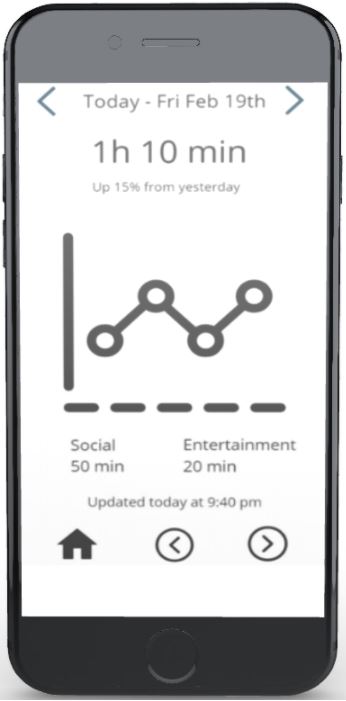 Today - Fri Feb 19th
1h 10 min
Up 15% from yesterday
Social
50 min
Entertainment
20 min
Updated today at 9:40 pm